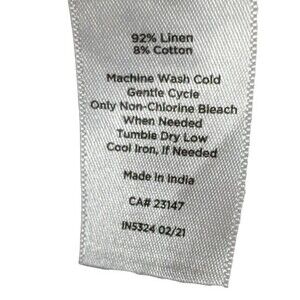 92% Linen
8% Cotton
Machine Wash Cold
Gentle Cycle
Only Non-Chlorine Bleach
When Needed
Tumble Dry Low
Cool Iron, If Needed
Made in India
CA# 23147
IN5324 02/21